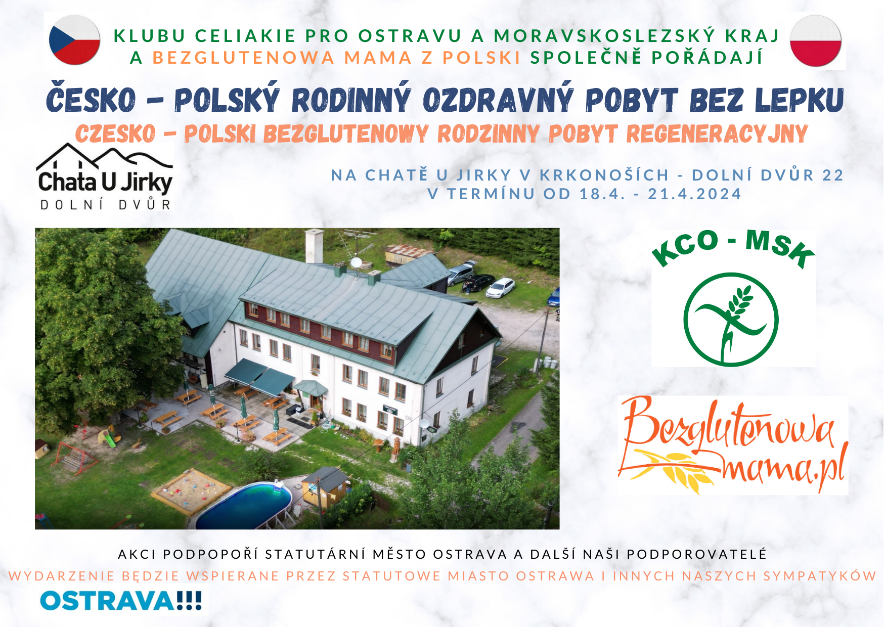 KLUBU CELIAKIE PRO OSTRAVU A MORAVSKOSLEZSKÝ KRAJ
A BEZGLUTENOWA MAMA Z POLSKI SPOLEČNĚ POŘÁDAJÍ
ČESKO – POLSKÝ RODINNÝ OZDRAVNÝ POBYT BEZ LEPKU
CZESKO – POLSKI BEZGLUTENOWY RODZINNY POBYT REGENERACYJNY
Chata U Jirky
DOLNÍ DVŮR
NA CHATĚ U JIRKY V KRKONOŠÍCH - DOLNÍ DVŮR 22
V TERMÍNU OD 18.4. - 21.4.2024
KCO - MSK
Bezglutenowa
mama.pl
AKCI PODPOPOŘÍ STATUTÁRNÍ MĚSTO OSTRAVA A DALŠÍ NAŠI PODPOROVATELÉ
WYDARZENIE BĘDZIE WSPIERANE PRZEZ STATUTOWE MIASTO OSTRAWA I INNYCH NASZYCH SYMPATYKÓW
OSTRAVA!!!